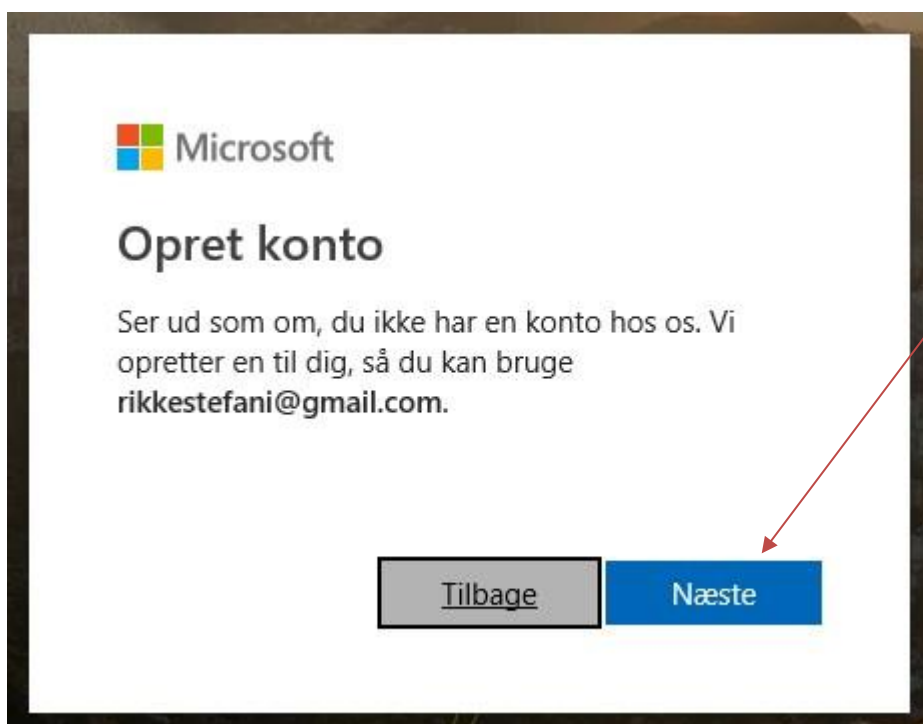 Microsoft
Opret konto
Ser ud som om, du ikke har en konto hos os. Vi
opretter en til dig, så du kan bruge
rikkestefani@gmail.com.
Tilbage
Næste